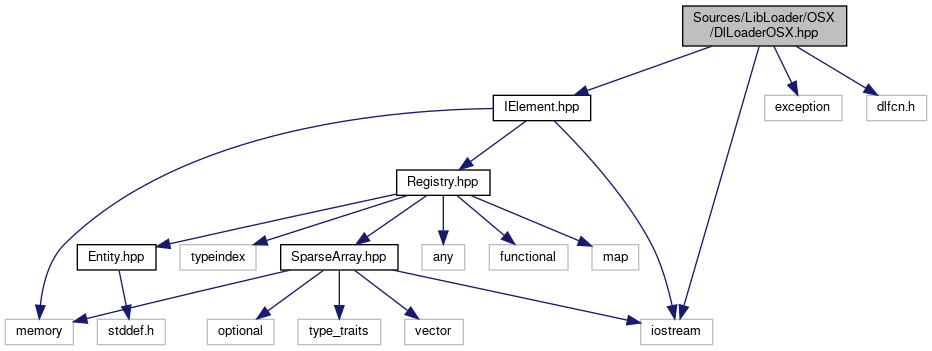 Sources/LibLoader/OSX
/DlLoaderOSX.hpp
IElement.hpp
exception
dlfcn.h
Registry.hpp
Entity.hpp
typeindex
SparseArray.hpp
any
functional
map
memory
stddef.h
optional
type_traits
vector
iostream